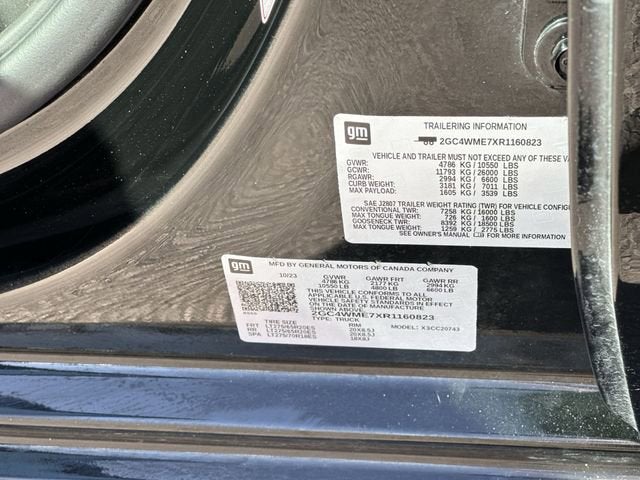 gm
TRAILERING INFORMATION
2GC4WME7XR1160823
VEHICLE AND TRAILER MUST NOT EXCEED ANY OF THESE
GVWR: 4786 KG / 10550 LBS
GCWR: 11793 KG / 26000 LBS
RGAWR: 2994 KG / 6600 LBS
CURB WEIGHT: 3181 KG / 7011 LBS
MAX PAYLOAD: 1605 KG / 3539 LBS
SAE J2807 TRAILER WEIGHT RATING (TWR) FOR VEHICLE CONFIG
CONVENTIONAL TWR: 7258 KG / 16000 LBS
MAX TONGUE WEIGHT: 726 KG / 1600 LBS
GOOSENECK TWR: 8392 KG / 18500 LBS
MAX TONGUE WEIGHT: 1259 KG / 2775 LBS
SEE OWNER'S MANUAL FOR MORE INFORMATION
gm
MFD BY GENERAL MOTORS OF CANADA COMPANY
10/23 GVWR GAWR FRT GAWR RR
4786 KG 2177 KG 2994 KG
10550 LB 4800 LB 6600 LB
THIS VEHICLE CONFORMS TO ALL
APPLICABLE U.S. FEDERAL MOTOR
VEHICLE SAFETY STANDARDS IN EFFECT
ON THE DATE OF MANUFACTURE
SHOWN ABOVE.
2GC4WME7XR1160823
TYPE: TRUCK
MODEL: X3CC20743
TIRE SIZE RIM
FRT LT275/65R20ES 20X8.5J
RR LT275/65R20ES 20X8.5J
SPA LT275/70R18ES 18X8J